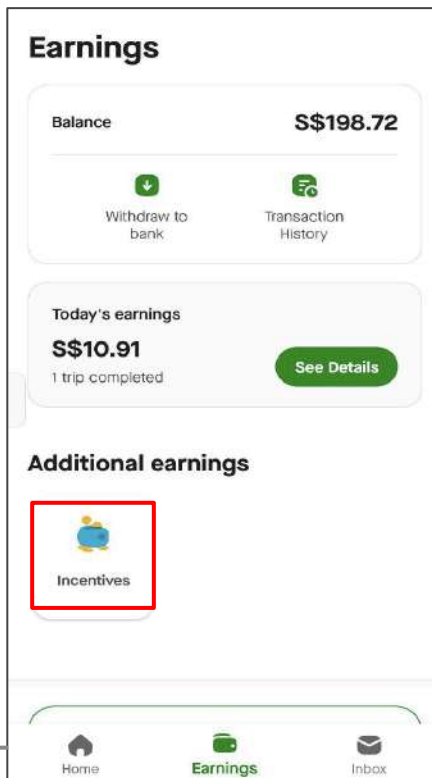 Earnings
Balance
S$198.72
Withdraw to
bank
Transaction
History
Today's earnings
S$10.91
1 trip completed
See Details
Additional earnings
Incentives
Home
Earnings
Inbox